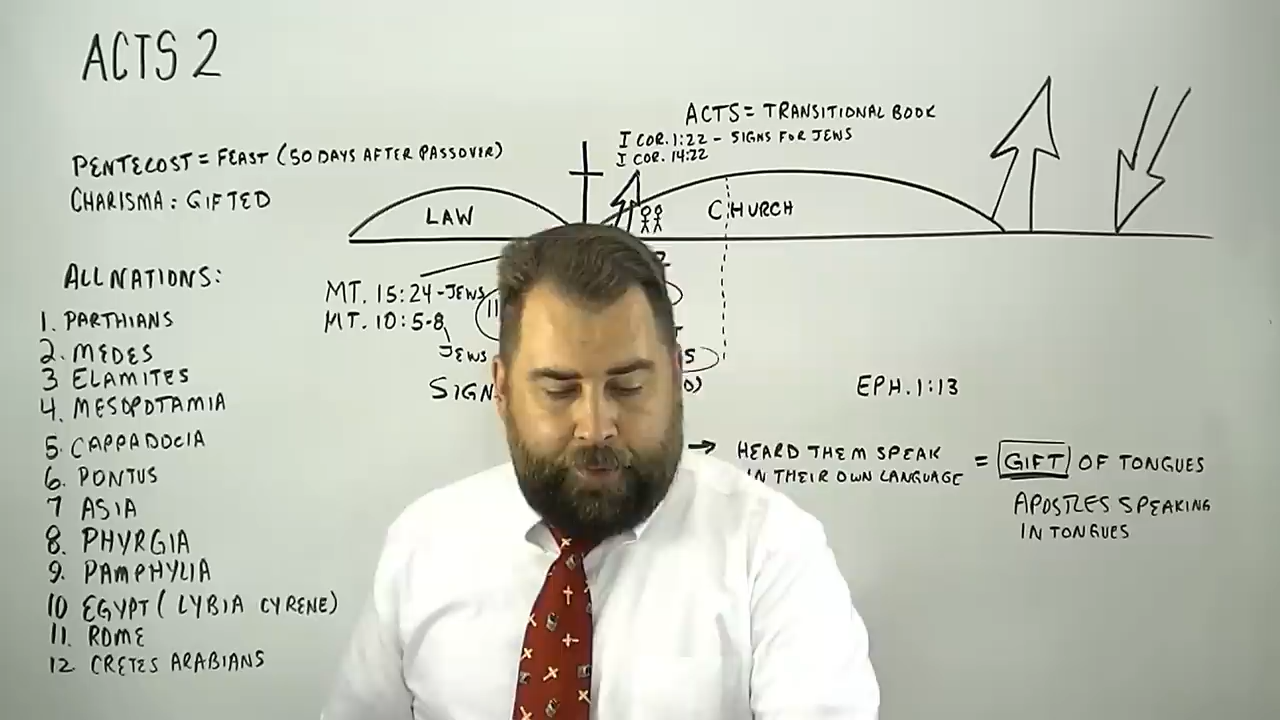 ACTS 2
ACTS = TRANSITIONAL BOOK
I COR. 1:22 - SIGNS FOR JEWS
I COR. 14:22
PENTECOST = FEAST (50 DAYS AFTER PASSOVER)
CHARISMA : GIFTED
LAW
CHURCH
ALL NATIONS:
1. PARTHIANS
2. MEDES
3 ELAMITES
4. MESOPOTAMIA
5. CAPPADOCIA
6. PONTUS
7 ASIA
8. PHYRGIA
9. PAMPHYLIA
10 EGYPT ( LYBIA CYRENE)
11. ROME
12 CRETES ARABIANS
MT. 15:24 - JEWS
MT. 10:5-8
JEWS
SIGN
EPH. 1:13
→ HEARD THEM SPEAK
IN THEIR OWN LANGUAGE
= GIFT OF TONGUES
APOSTLES SPEAKING
IN TONGUES